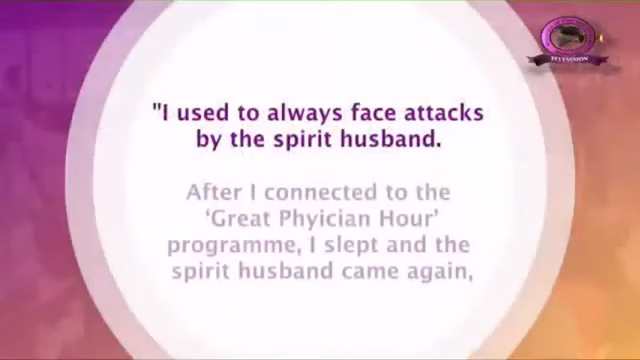 "I used to always face attacks
by the spirit husband.
After I connected to the
‘Great Phyician Hour’
programme, I slept and the
spirit husband came again,
TELEVISION